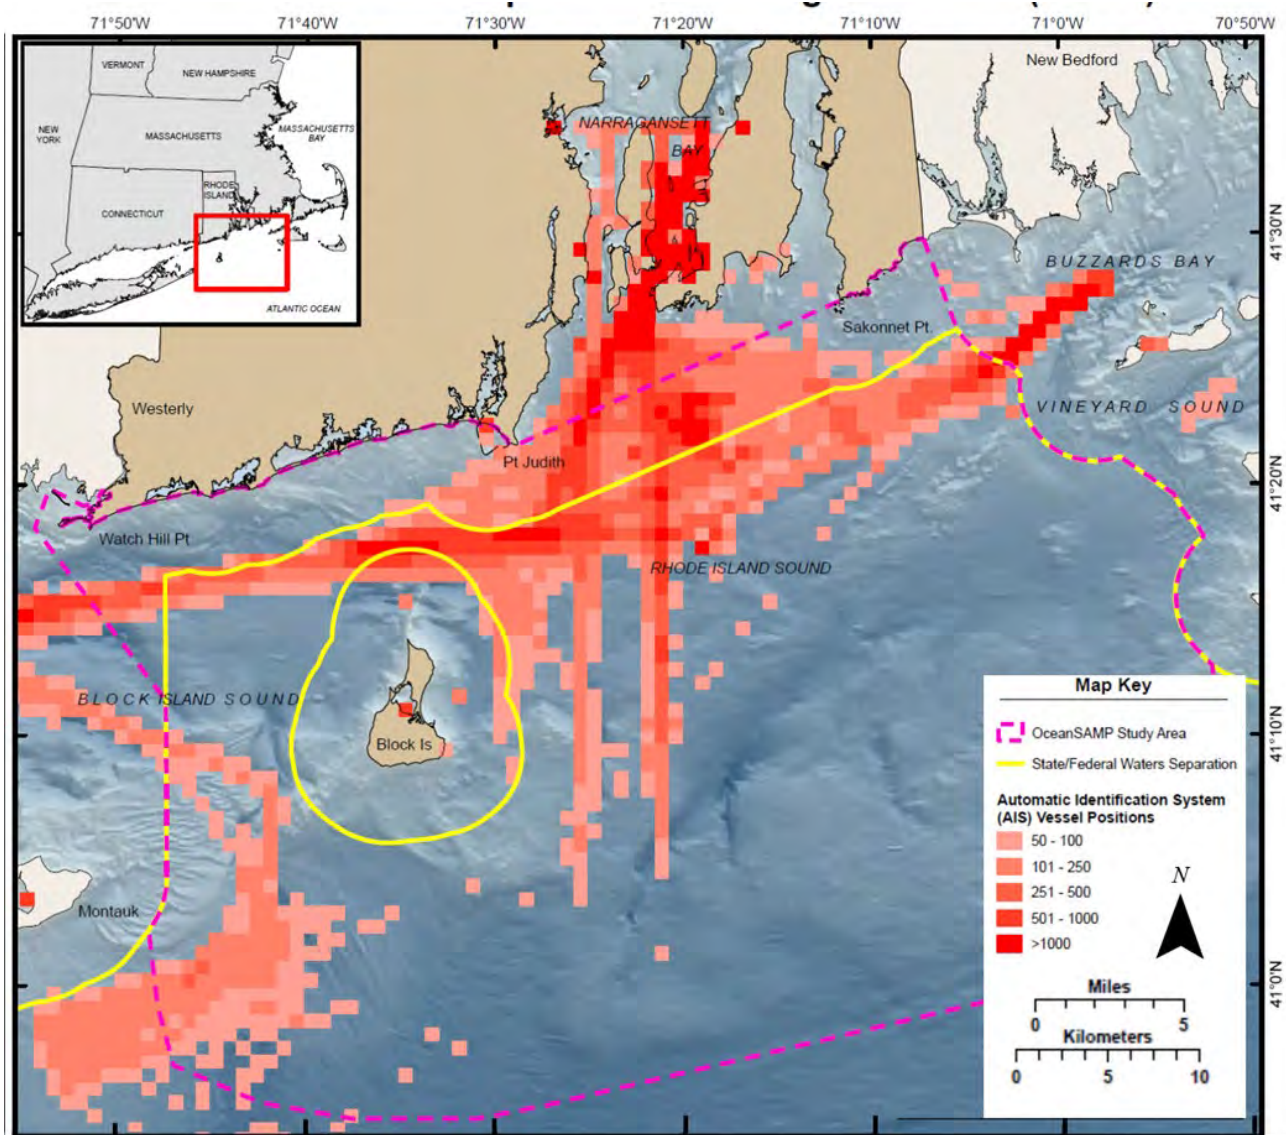 71°50'W
71°40'W
71°30'W
71°20'W
71°10'W
71°0'W
70°50'W
VERMONT
NEW HAMPSHIRE
NEW
YORK
MASSACHUSETTS
MASSACHUSETTS
BAY
RHODE
ISLAND
CONNECTICUT
ATLANTIC OCEAN
New Bedford
NARRAGANSETT
BAY
41°30'N
BUZZARDS BAY
Sakonnet Pt.
Westerly
VINEYARD SOUND
Pt Judith
41°20'N
Watch Hill Pt
RHODE ISLAND SOUND
BLOCK ISLAND SOUND
Block Is
41°10'N
Montauk
41°0'N
Map Key
OceanSAMP Study Area
State/Federal Waters Separation
Automatic Identification System
(AIS) Vessel Positions
50 - 100
101 - 250
251 - 500
501 - 1000
>1000
N
Miles
0 5
Kilometers
0 5 10